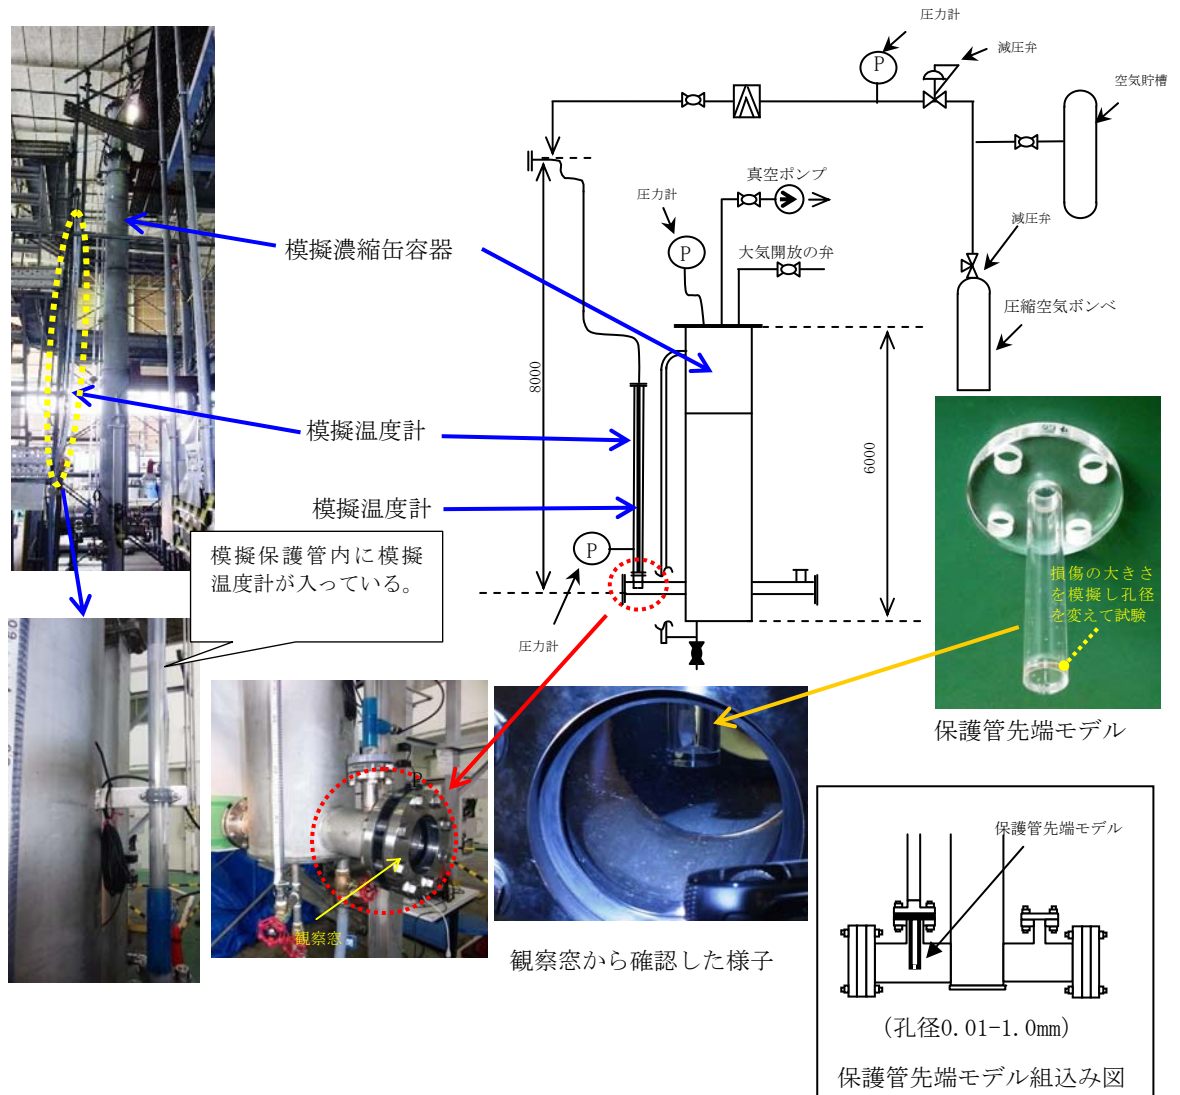 圧力計
減圧弁
P
空気貯槽
真空ポンプ
圧力計
模擬濃縮缶容器
P
大気開放の弁
減圧弁
圧縮空気ボンベ
8000
模擬温度計
6000
模擬温度計
P
模擬保護管内に模擬
温度計が入っている。
圧力計
損傷の大きさ
を模擬し孔径
を変えて試験
保護管先端モデル
P
観察窓
観察窓から確認した様子
保護管先端モデル
(孔径0.01-1.0mm)
保護管先端モデル組込み図